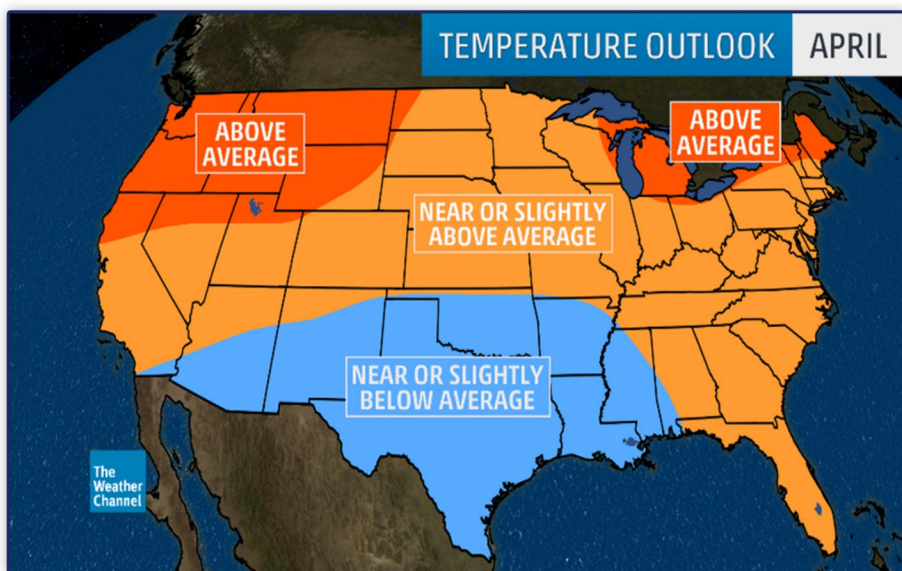 TEMPERATURE OUTLOOK APRIL
ABOVE
AVERAGE
ABOVE
AVERAGE
NEAR OR SLIGHTLY
ABOVE AVERAGE
NEAR OR SLIGHTLY
BELOW AVERAGE
The
Weather
Channel